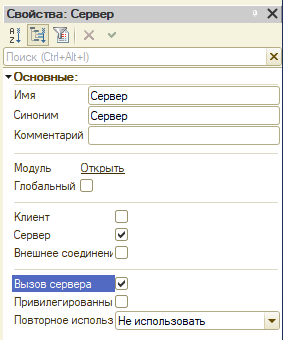 Свойства: Сервер
Поиск (Ctrl+Alt+I)
Основные:
Имя Сервер
Синоним Сервер
Комментарий
Модуль Открыть
Глобальный
Клиент
Сервер
Внешнее соединени
Вызов сервера
Привилегированны
Повторное использ Не использовать